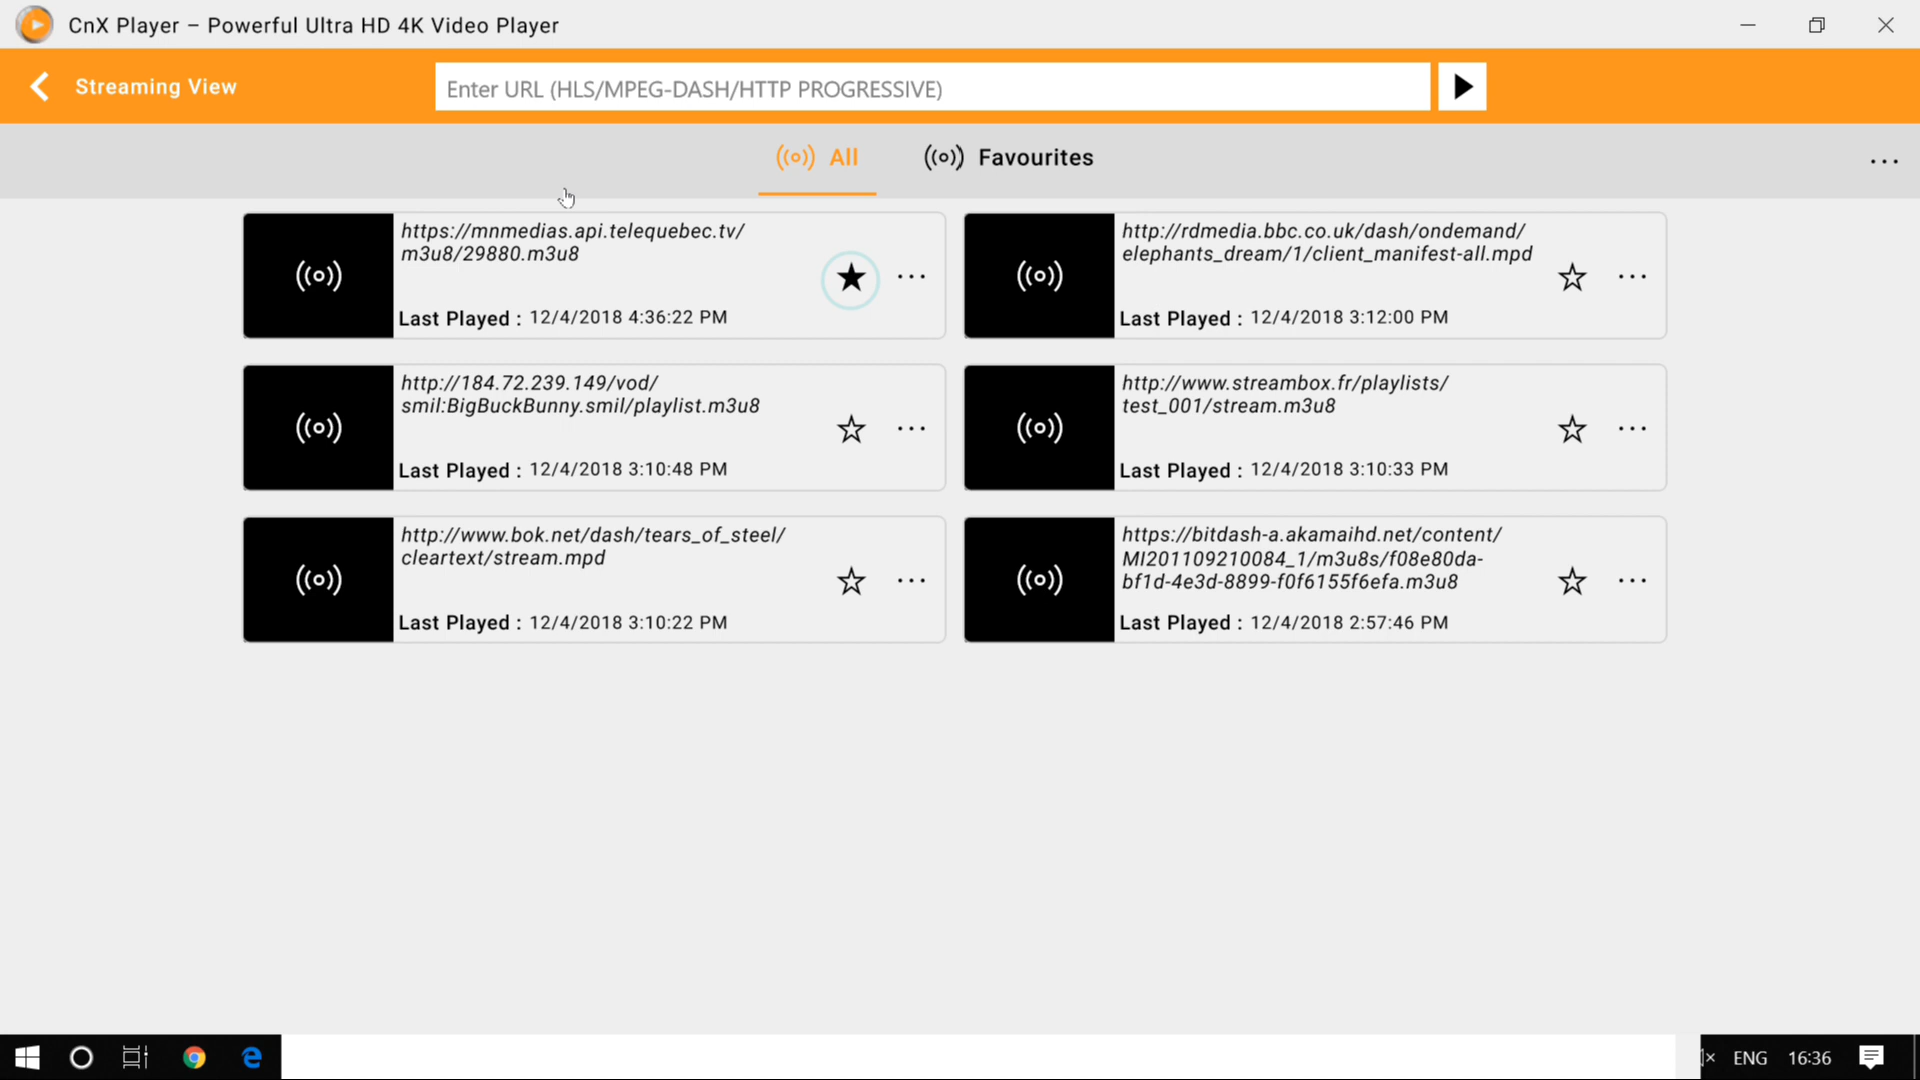 CnX Player – Powerful Ultra HD 4K Video Player
Streaming View
Enter URL (HLS/MPEG-DASH/HTTP PROGRESSIVE)
All
Favourites
https://mnmedias.api.telequebec.tv/
m3u8/29880.m3u8
Last Played : 12/4/2018 4:36:22 PM
http://rdmedia.bbc.co.uk/dash/ondemand/
elephants_dream/1/client_manifest-all.mpd
Last Played : 12/4/2018 3:12:00 PM
http://184.72.239.149/vod/
smil:BigBuckBunny.smil/playlist.m3u8
Last Played : 12/4/2018 3:10:48 PM
http://www.streambox.fr/playlists/
test_001/stream.m3u8
Last Played : 12/4/2018 3:10:33 PM
http://www.bok.net/dash/tears_of_steel/
cleartext/stream.mpd
Last Played : 12/4/2018 3:10:22 PM
https://bitdash-a.akamaihd.net/content/
MI201109210084_1/m3u8s/f08e80da-
bf1d-4e3d-8899-f0f6155f6efa.m3u8
Last Played : 12/4/2018 2:57:46 PM
ENG
16:36